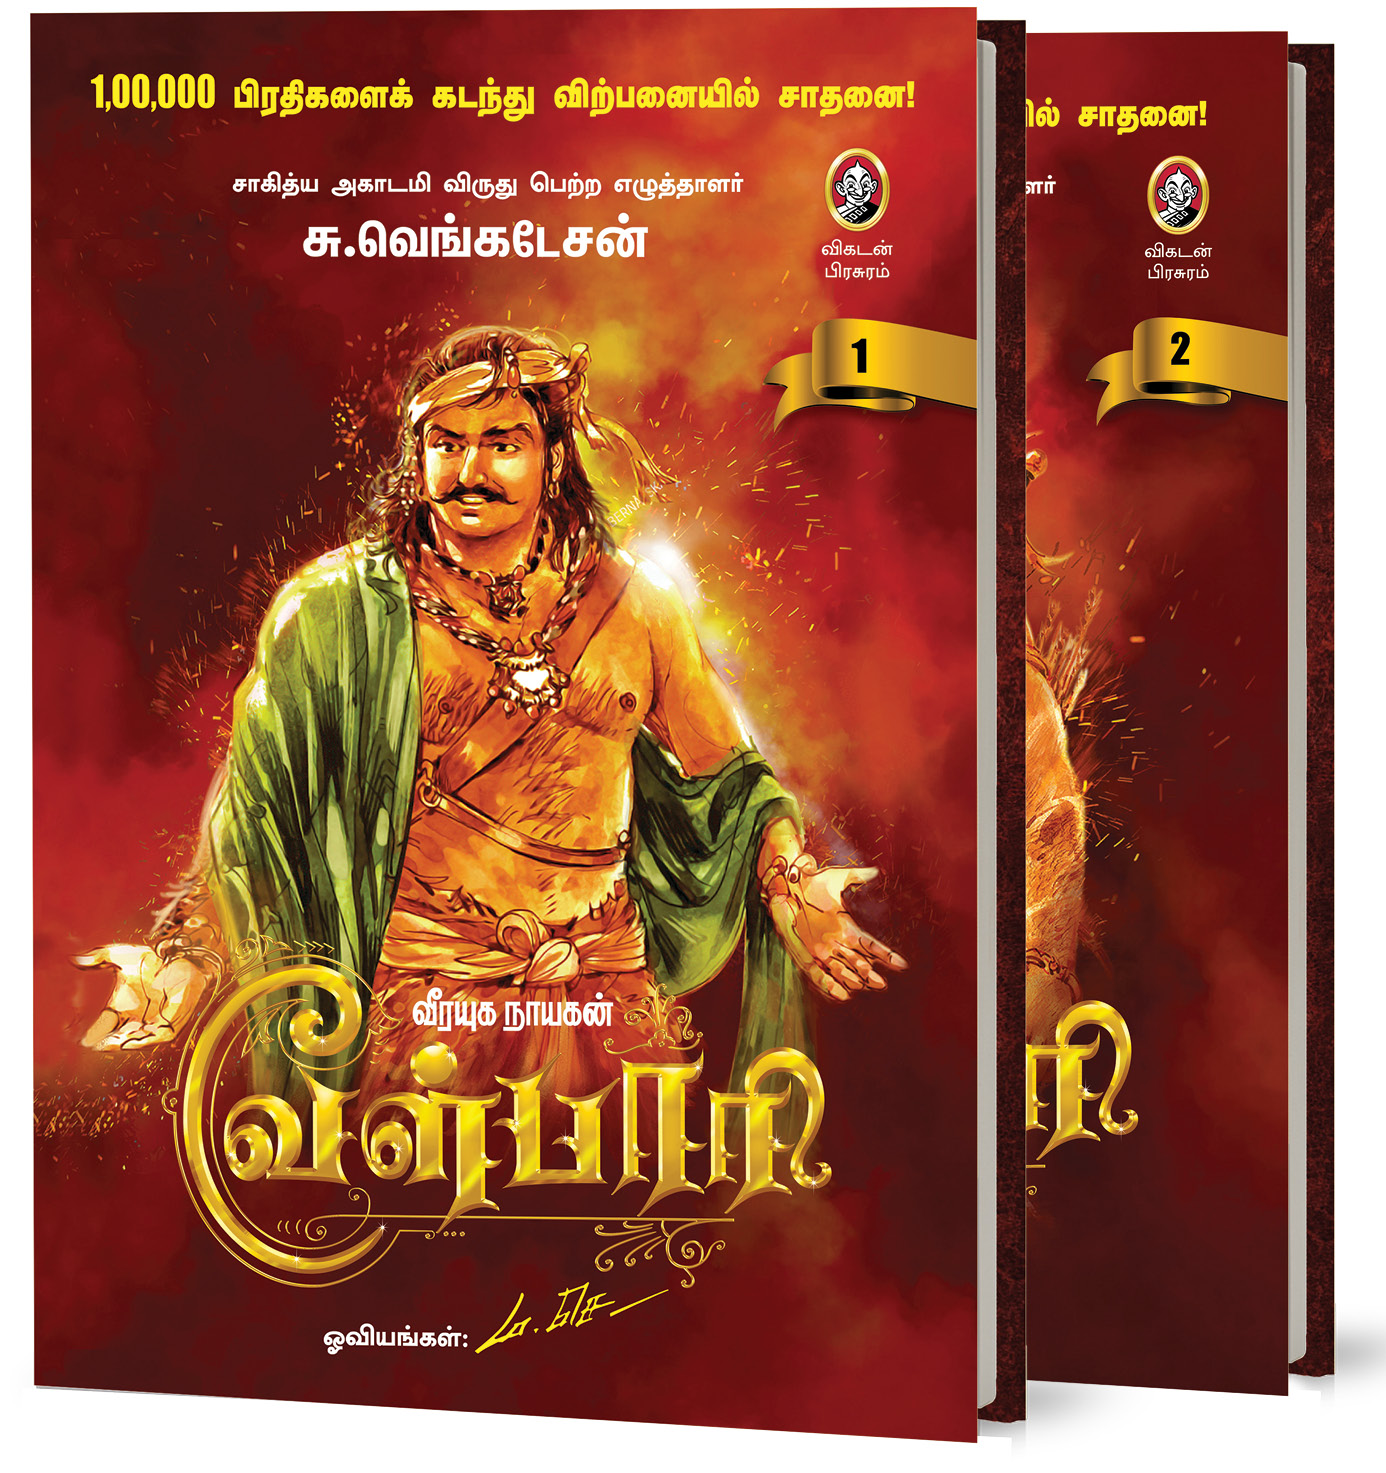 1,00,000 பிரதிகளைக் கடந்து விற்பனையில் சாதனை!
சாகித்ய அகாடமி விருது பெற்ற எழுத்தாளர்
சு.வெங்கடேசன்
விகடன்
பிரசுரம்
1
வீரயுக நாயகன்
வேள்பாரி
ஓவியங்கள்: ம.செ
ில் சாதனை!
ளர்
விகடன்
பிரசுரம்
2
ாரி